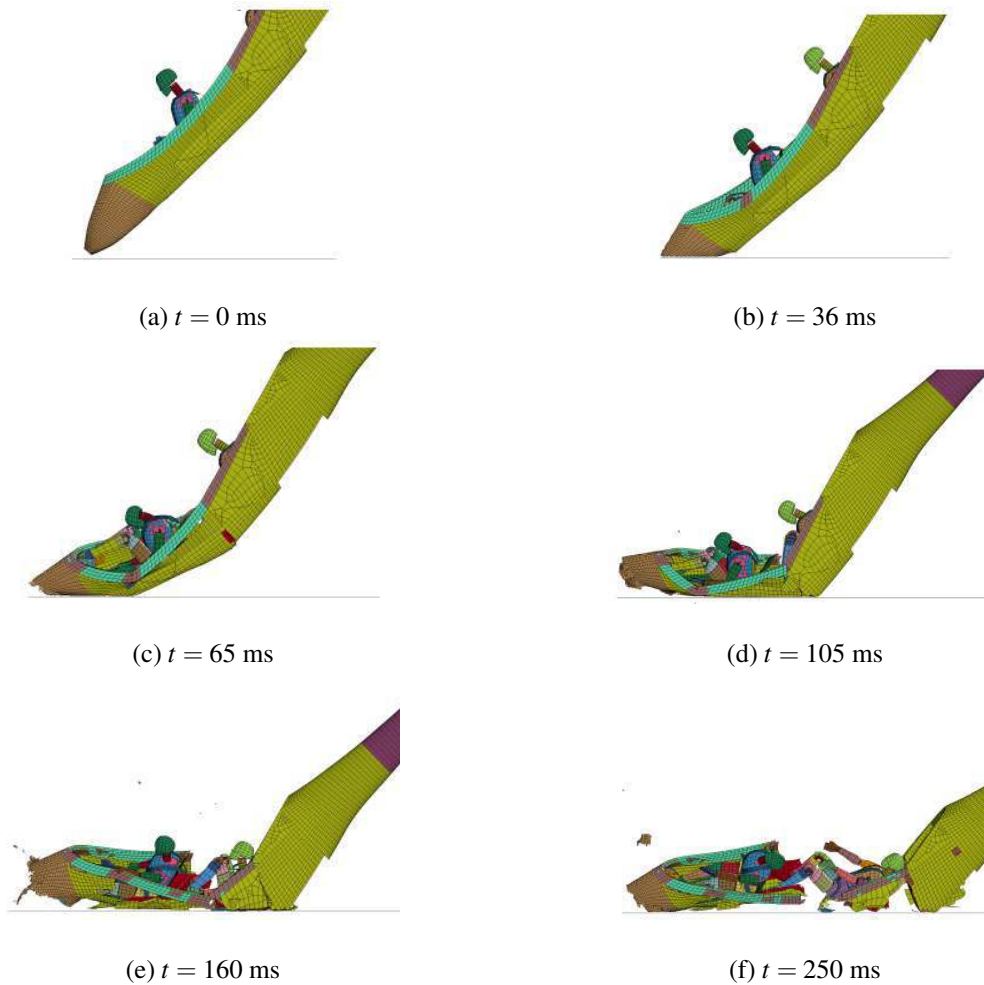 (a) t = 0 ms
(b) t = 36 ms
(c) t = 65 ms
(d) t = 105 ms
(e) t = 160 ms
(f) t = 250 ms